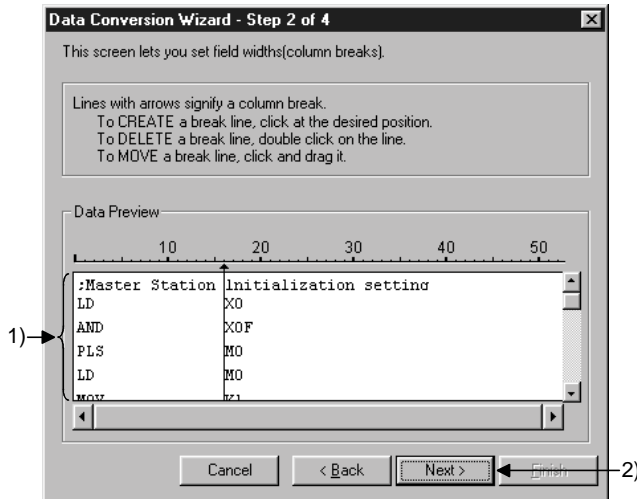 Data Conversion Wizard - Step 2 of 4
This screen lets you set field widths(column breaks).
Lines with arrows signify a column break.
To CREATE a break line, click at the desired position.
To DELETE a break line, double click on the line.
To MOVE a break line, click and drag it.
Data Preview
10 20 30 40 50
;Master Station Initialization setting
LD X0
AND X0F
1)
PLS M0
LD M0
MOV K1
Cancel < Back Next > Finish 2)